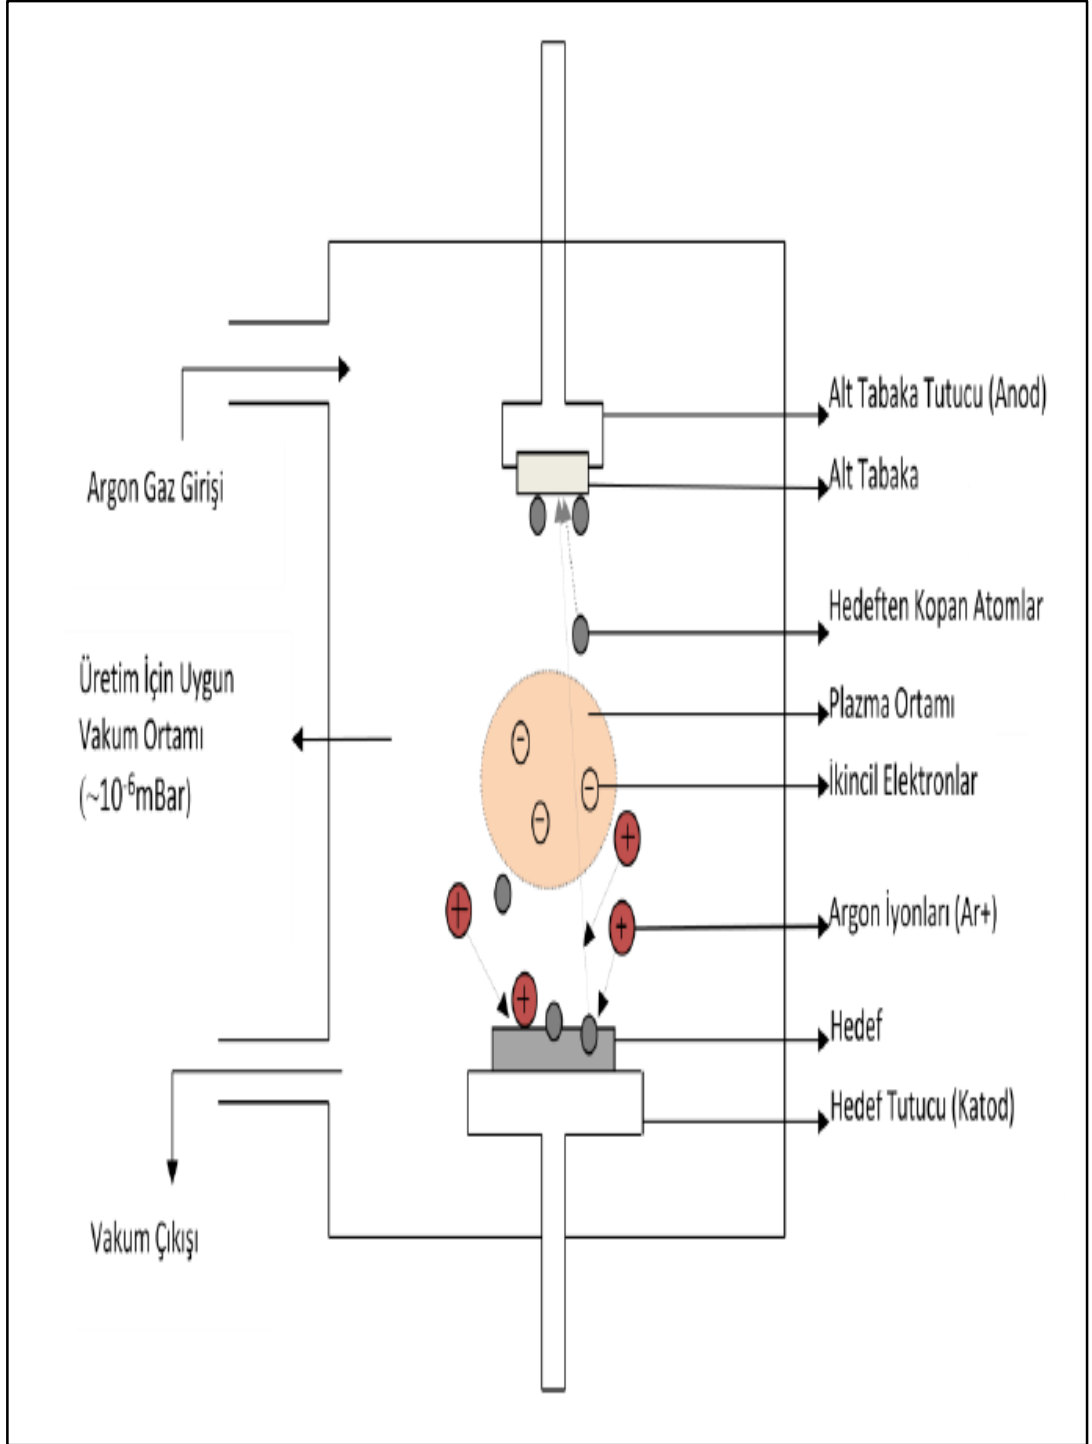 Argon Gaz Girişi
Üretim İçin Uygun
Vakum Ortamı
(~10⁻⁶mBar)
Vakum Çıkışı
Alt Tabaka Tutucu (Anod)
Alt Tabaka
Hedeften Kopan Atomlar
Plazma Ortamı
İkincil Elektronlar
Argon İyonları (Ar+)
Hedef
Hedef Tutucu (Katod)
−
−
−
+
+
+
+